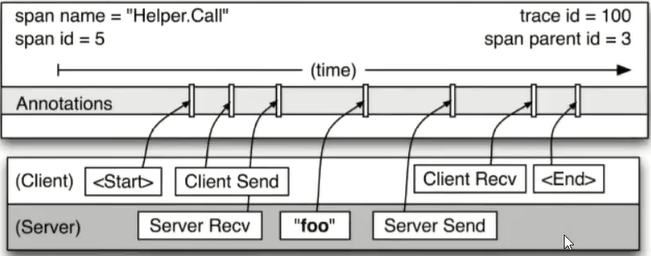 span name = "Helper.Call"
trace id = 100
span id = 5
span parent id = 3
(time)
Annotations
(Client) <Start> Client Send Client Recv <End>
(Server) Server Recv "foo" Server Send